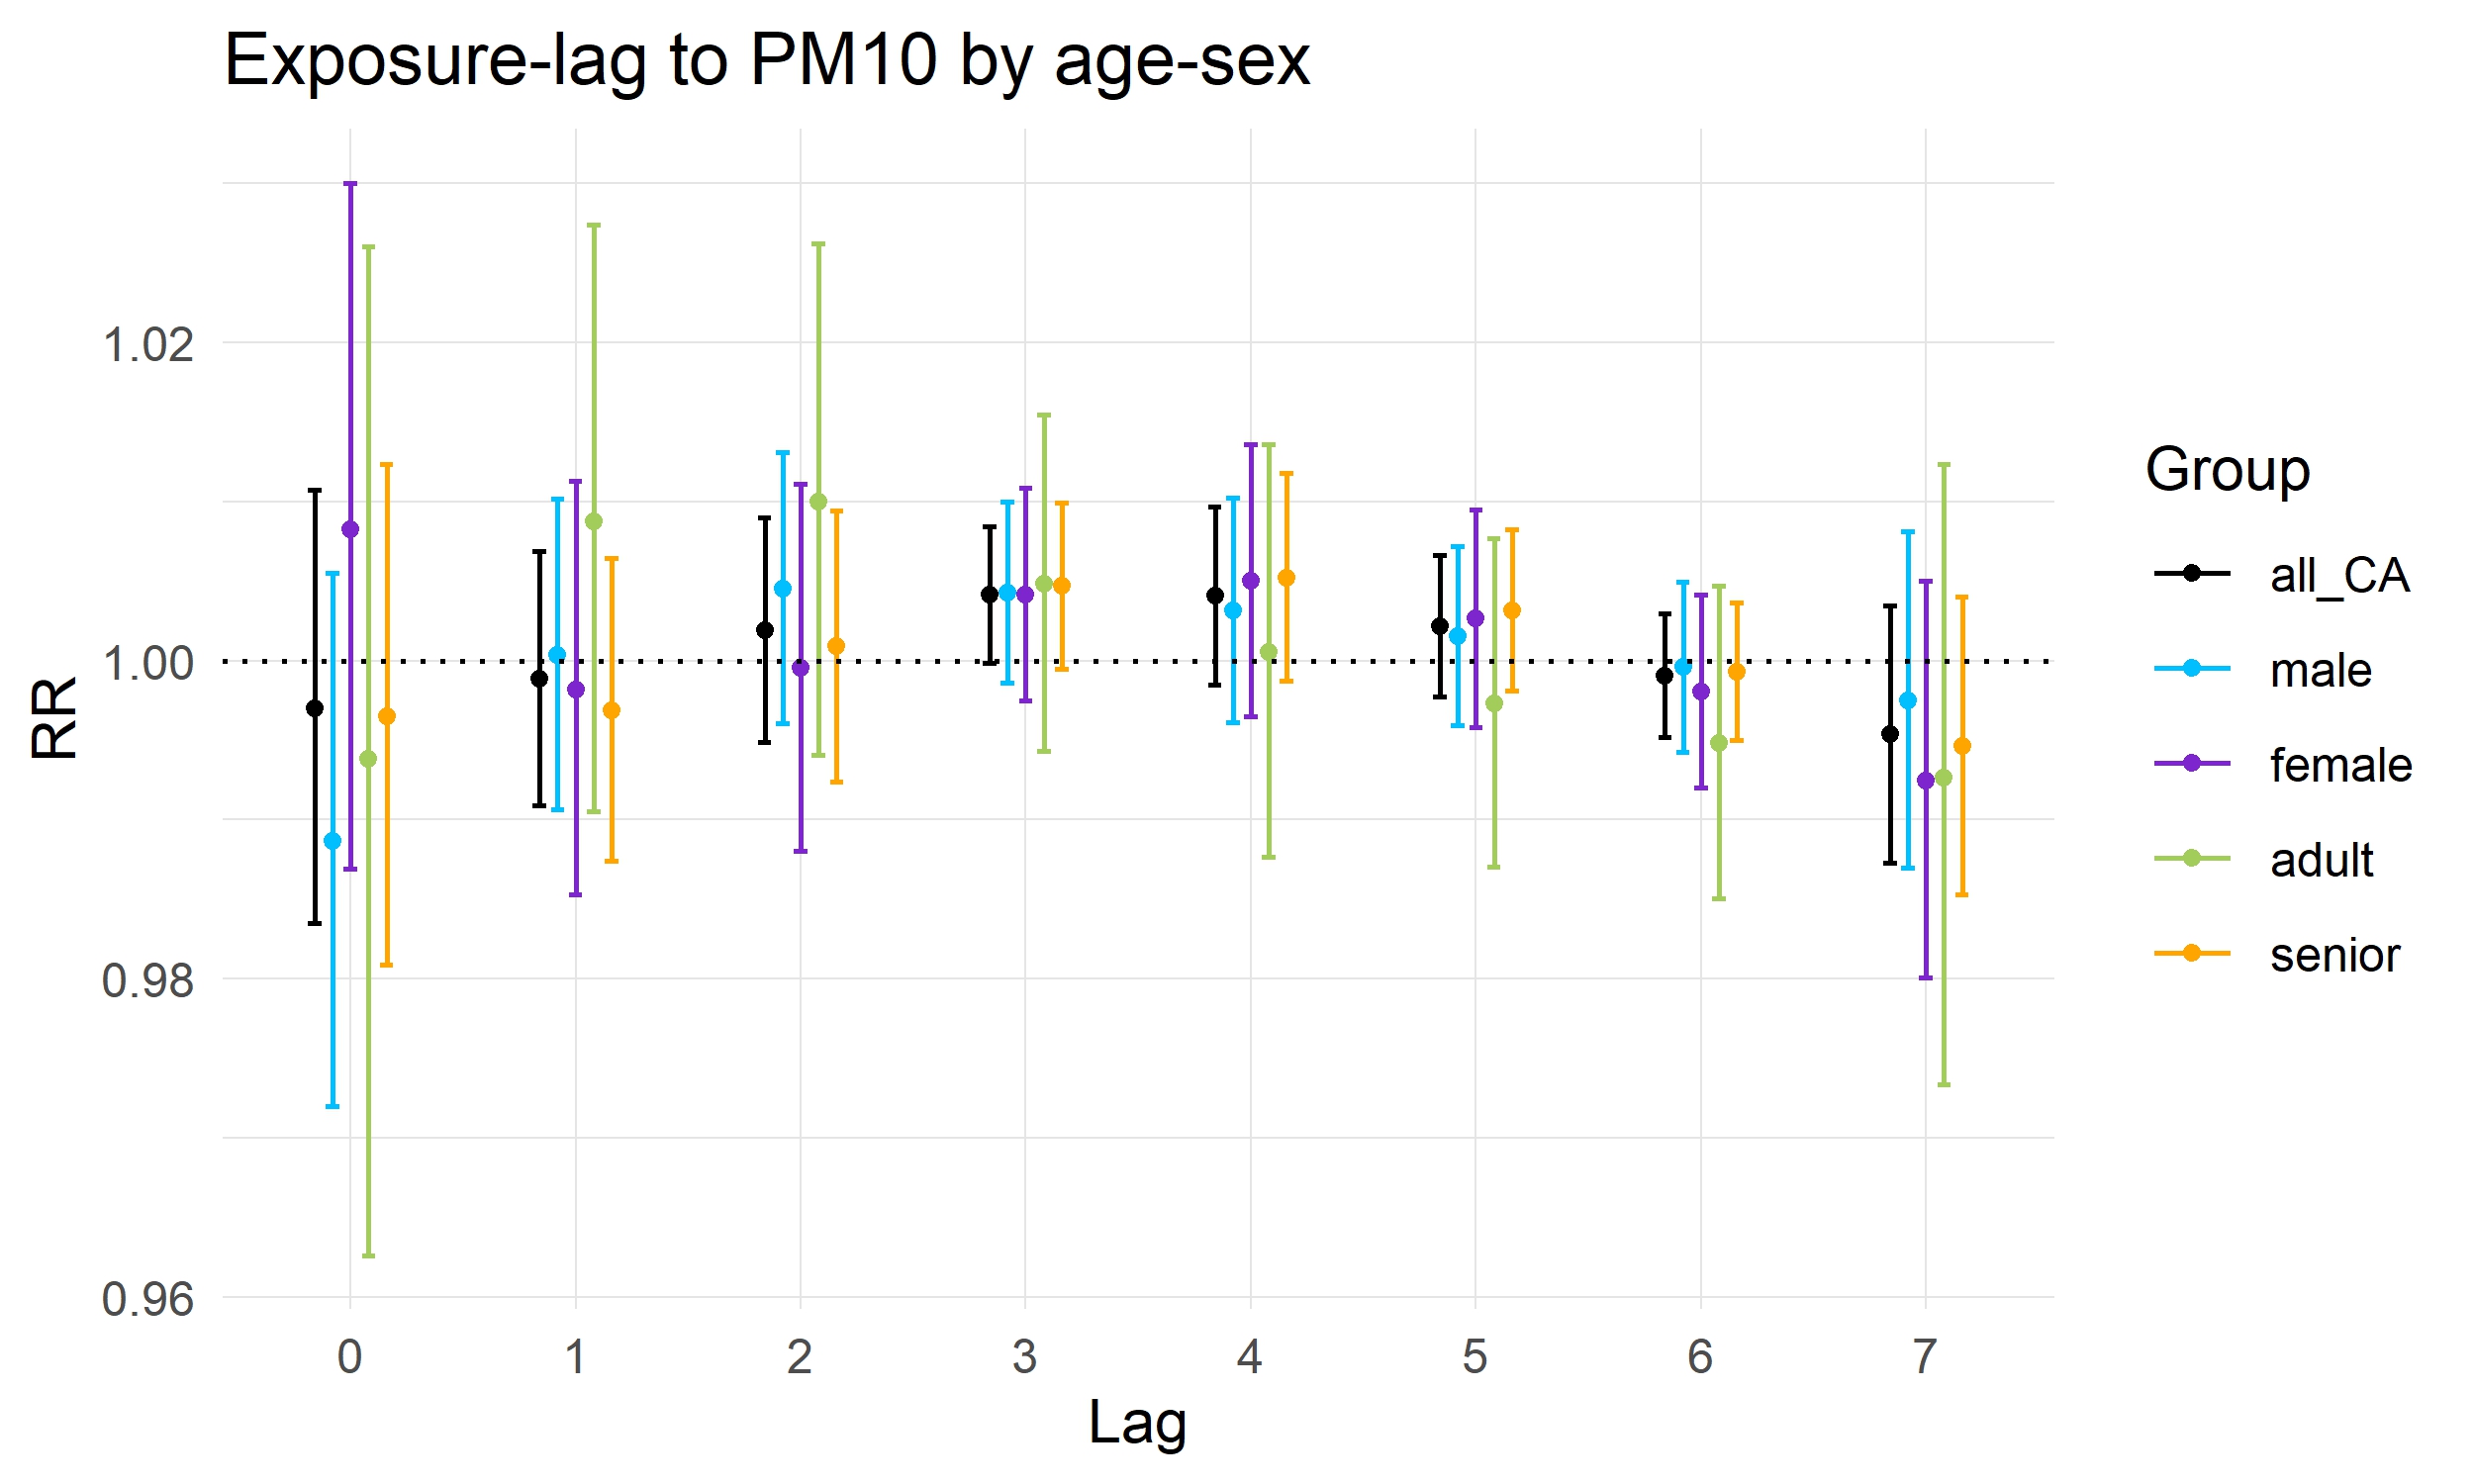 Exposure-lag to PM10 by age-sex
1.02
1.00
0.98
0.96
RR
0 1 2 3 4 5 6 7
Lag
Group
all_CA
male
female
adult
senior